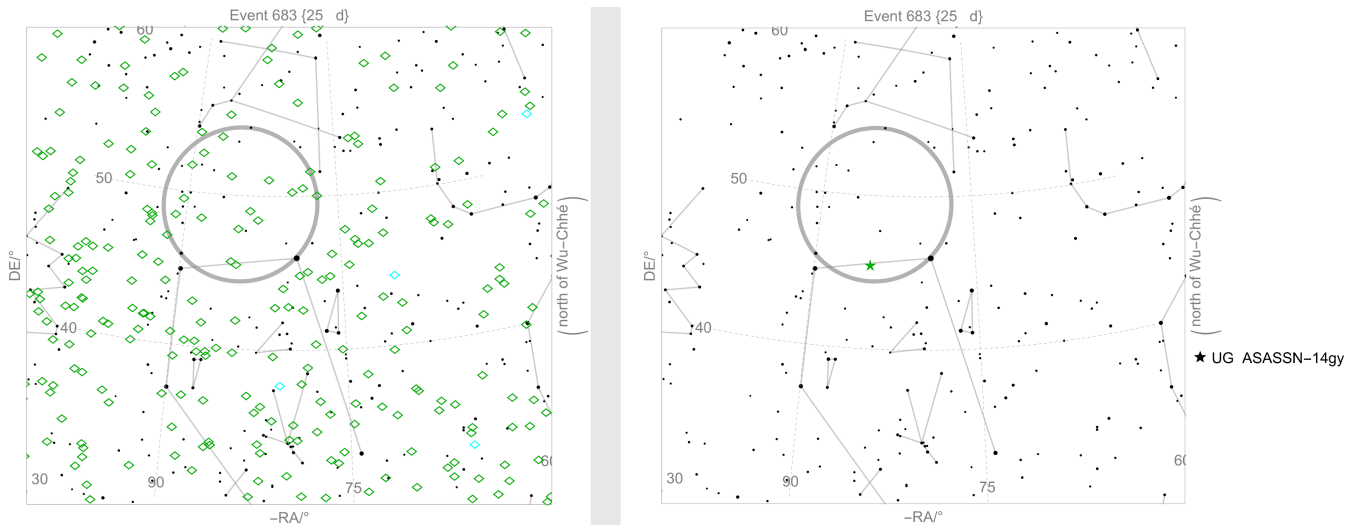 Event 683 {25 d}
60
50
40
30
90
75
60
DE/°
–RA/°
(north of Wu–Chhé)
Event 683 {25 d}
60
50
40
30
90
75
60
DE/°
–RA/°
(north of Wu–Chhé)
★ UG ASASSN–14gy